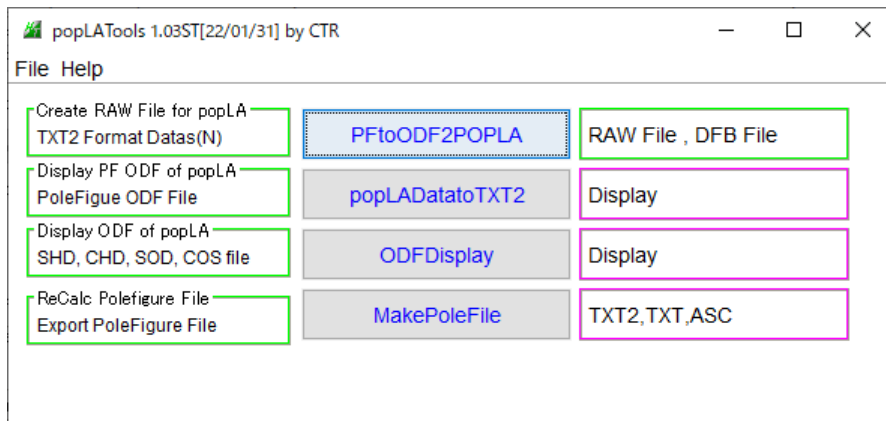 popLATools 1.03ST[22/01/31] by CTR
File Help
Create RAW File for popLA
TXT2 Format Datas(N)
PFtoODF2POPLA
RAW File , DFB File
Display PF ODF of popLA
PoleFigue ODF File
popLADatatoTXT2
Display
Display ODF of popLA
SHD, CHD, SOD, COS file
ODFDisplay
Display
ReCalc Polefigure File
Export PoleFigure File
MakePoleFile
TXT2,TXT,ASC